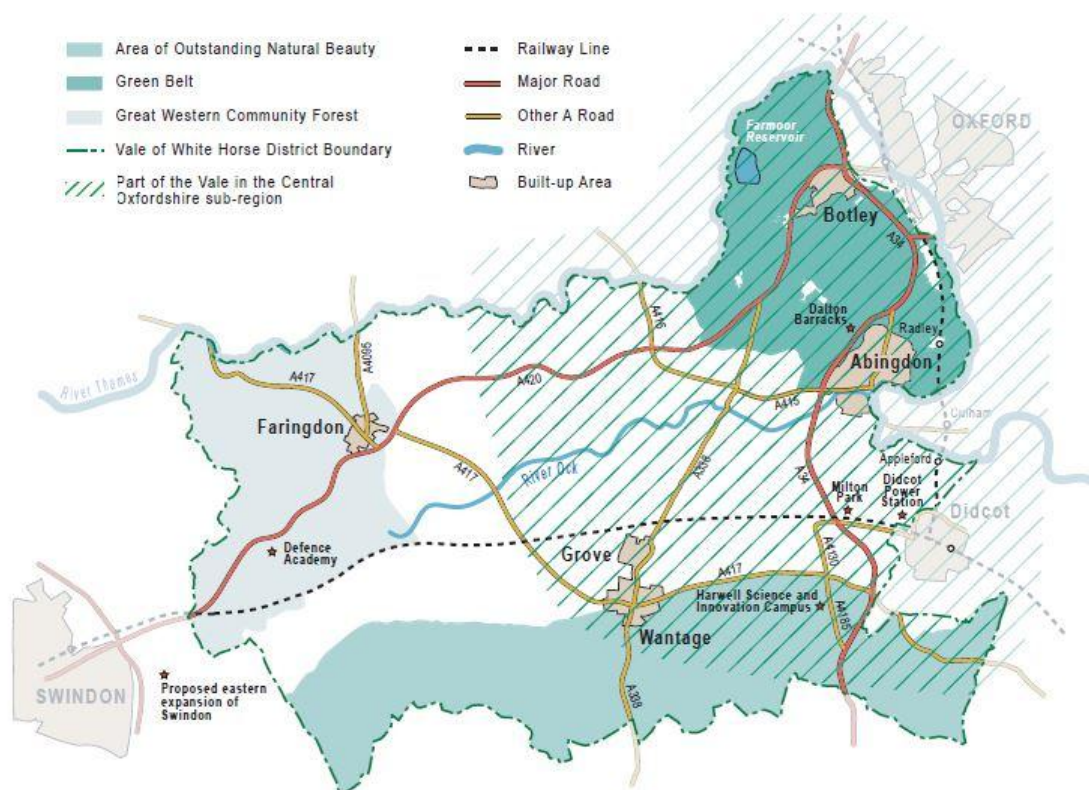 Area of Outstanding Natural Beauty
Green Belt
Great Western Community Forest
Vale of White Horse District Boundary
Part of the Vale in the Central
Oxfordshire sub-region
Railway Line
Major Road
Other A Road
River
Built-up Area
OXFORD
Farmoor
Reservoir
Botley
A34
Dalton
Barracks
Radley
Abingdon
A416
A4095
A417
A420
River Thames
Faringdon
A415
Culham
A417
River Ock
A338
A34
Appleford
Didcot
Power
Station
Milton
Park
Didcot
Defence
Academy
Grove
A417
A4130
Harwell Science and
Innovation Campus
A4185
Wantage
A338
SWINDON
Proposed eastern
expansion of
Swindon